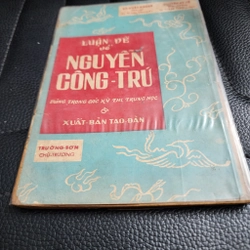 LUẬN-ĐỀ
về
NGUYỄN
CÔNG-TRỨ
DÙNG TRONG CÁC KỲ THI TRUNG-HỌC
XUẤT-BẢN TẠO-ĐÀN
TRƯỜNG-SƠN
CHỦ TRƯƠNG